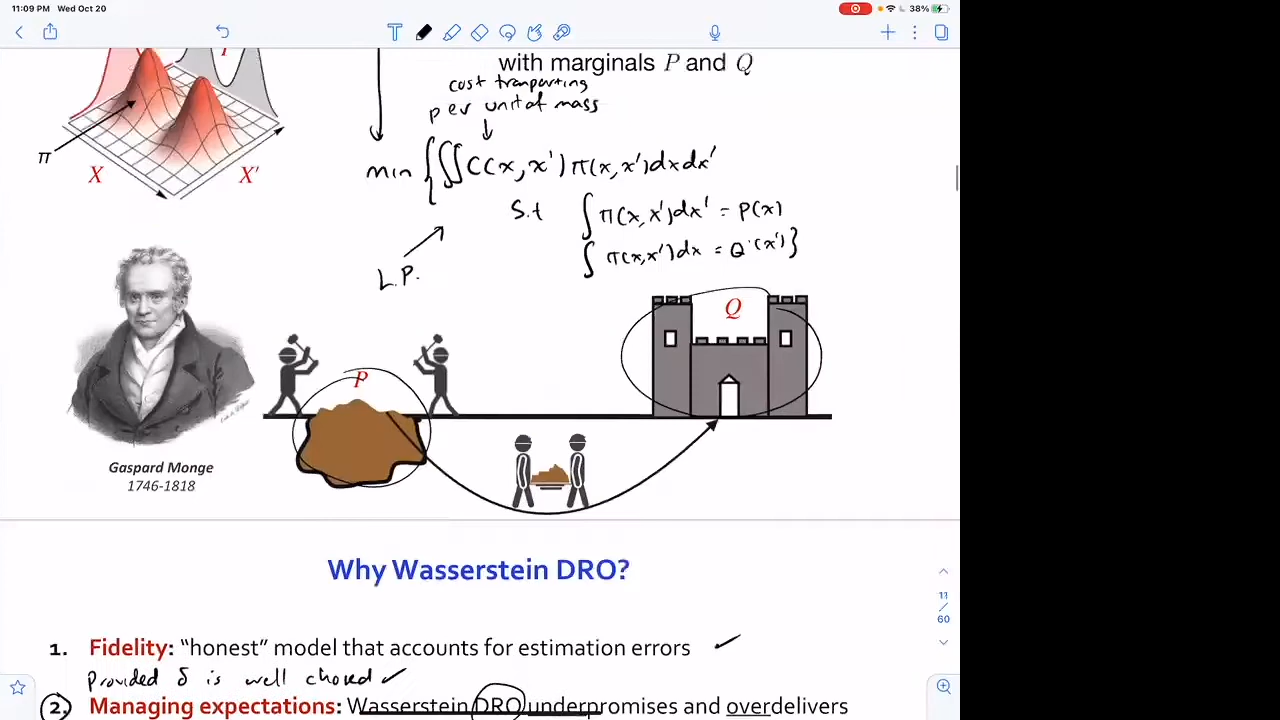 11:09 PM Wed Oct 20
38%
with marginals P and Q
cost tranporting
per unit of mass
π
X
X'
min { ∬ C(x, x') π(x, x') dx dx'
s.t ∫ π(x, x') dx' = P(x)
∫ π(x, x') dx = Q(x') }
L.P.
P
Q
Gaspard Monge
1746-1818
Why Wasserstein DRO?
1. Fidelity: "honest" model that accounts for estimation errors
provided δ is well
2. Managing expectations: Wasserstein DRO underpromises and overdelivers
11
/
60